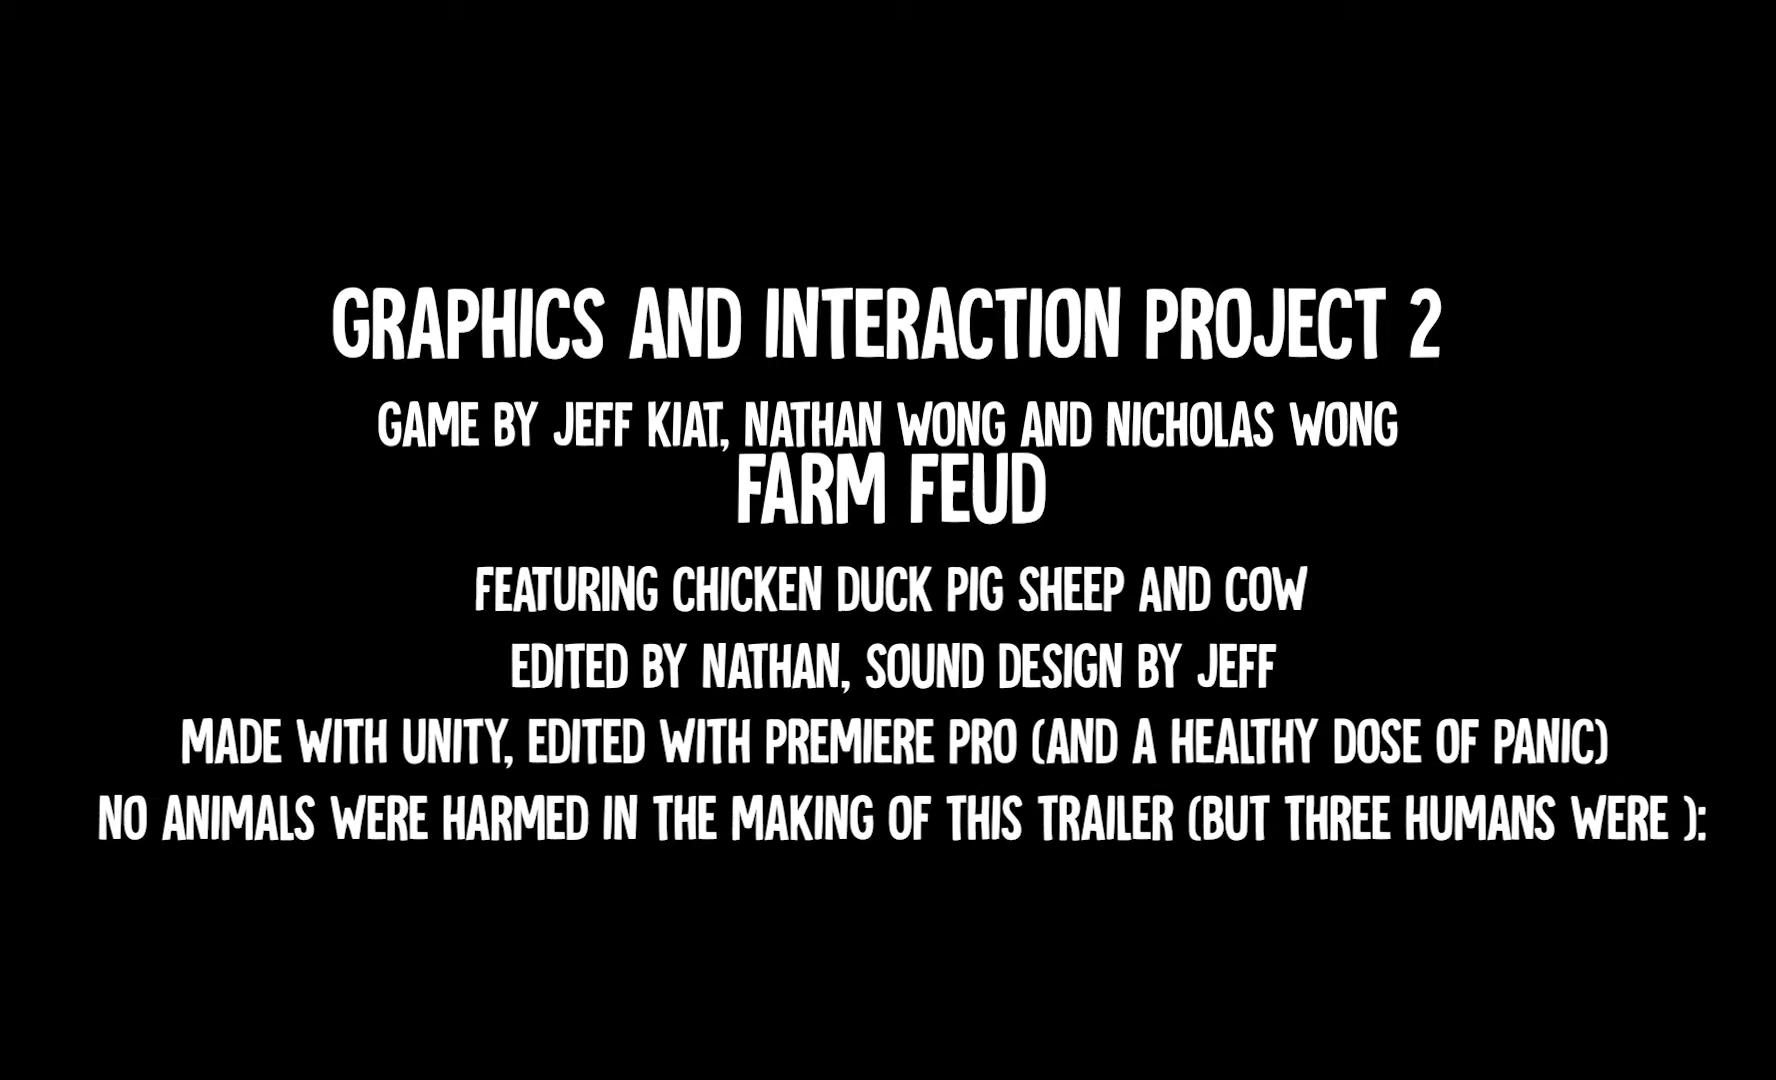 GRAPHICS AND INTERACTION PROJECT 2
GAME BY JEFF KIAT, NATHAN WONG AND NICHOLAS WONG
FARM FEUD
FEATURING CHICKEN DUCK PIG SHEEP AND COW
EDITED BY NATHAN, SOUND DESIGN BY JEFF
MADE WITH UNITY, EDITED WITH PREMIERE PRO (AND A HEALTHY DOSE OF PANIC)
NO ANIMALS WERE HARMED IN THE MAKING OF THIS TRAILER (BUT THREE HUMANS WERE ):